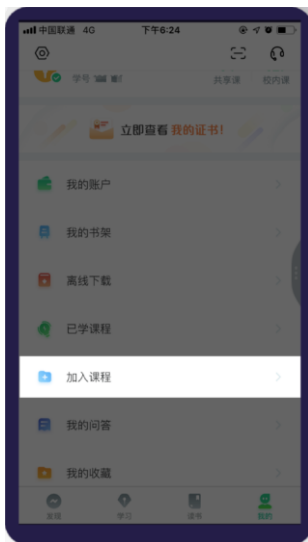 中国联通 4G 下午6:24
学号 共享课 校内课
立即查看 我的证书!
我的账户
我的书架
离线下载
已学课程
加入课程
我的问答
我的收藏
发现 学习 读书 我的